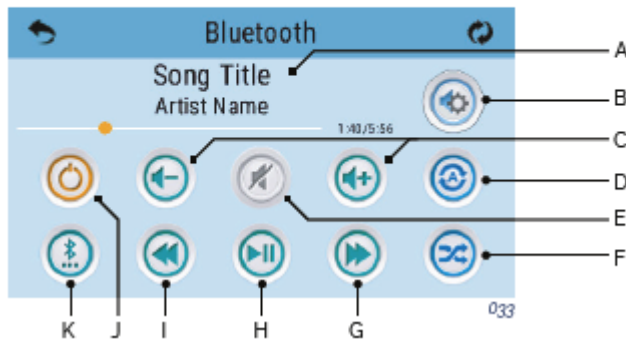 Bluetooth
A
Song Title
Artist Name
B
1:40/5:56
C
A
D
E
F
033
K
J
I
H
G